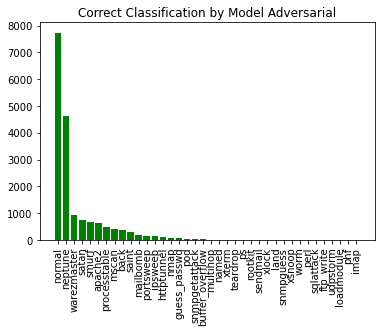 Correct Classification by Model Adversarial
8000
7000
6000
5000
4000
3000
2000
1000
0
normal
neptune
warezmaster
satan
smurf
apache2
processtable
mscan
back
saint
mailbomb
portsweep
ipsweep
httptunnel
nmap
guess_passwd
pod
snmpgetattack
buffer_overflow
multihop
named
xterm
teardrop
ps
rootkit
sendmail
xlock
land
snmpguess
xsnoop
worm
perl
sqlattack
ftp_write
udpstorm
loadmodule
phf
imap